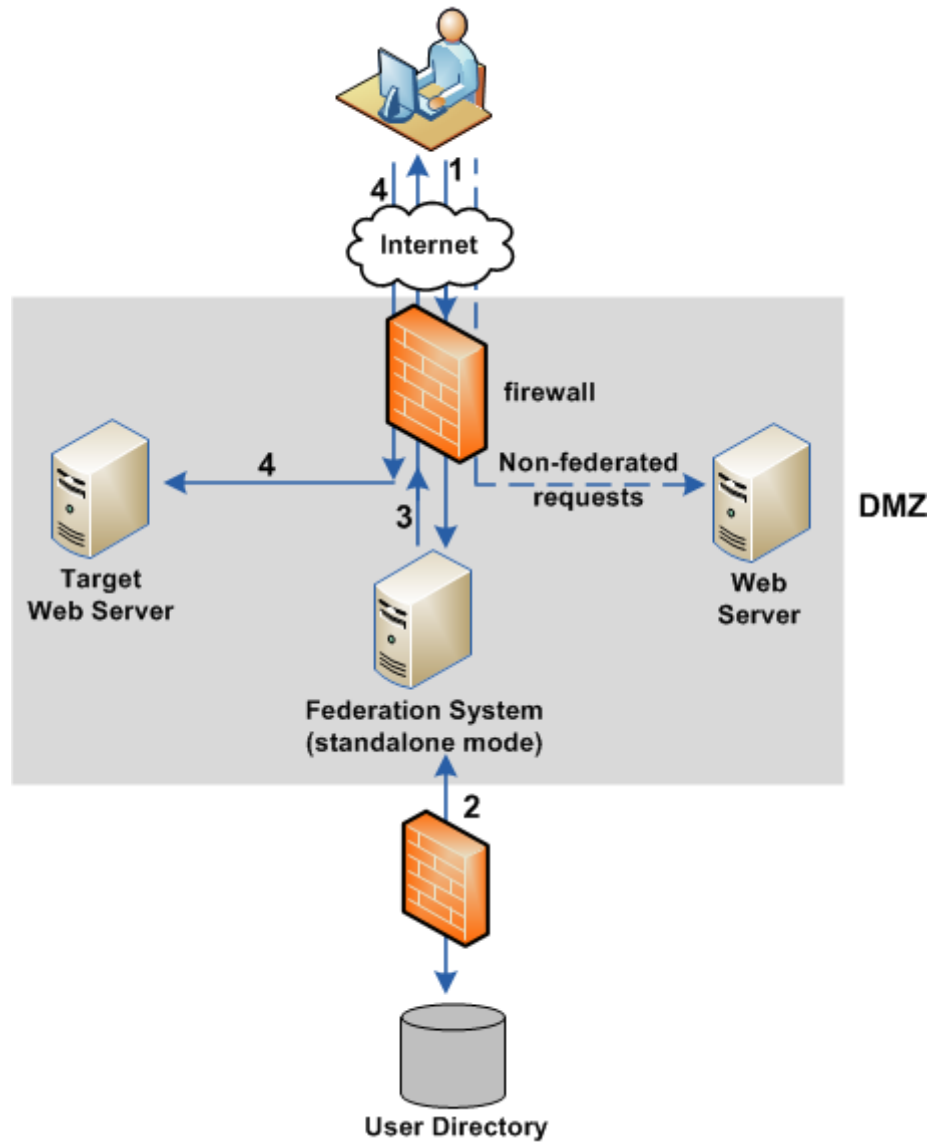 1
4
Internet
firewall
4
Non-federated
requests
3
DMZ
Target
Web Server
Web
Server
Federation System
(standalone mode)
2
User Directory